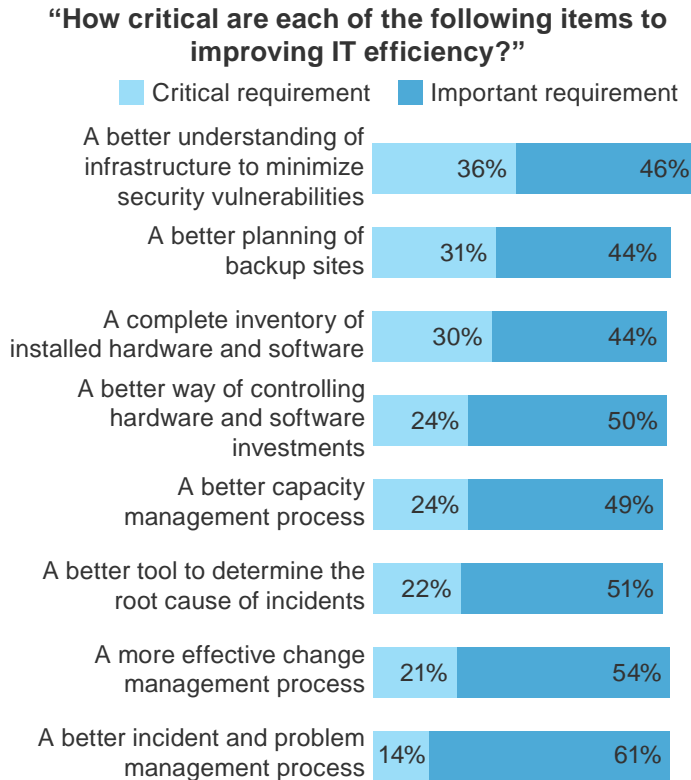 “How critical are each of the following items to
improving IT efficiency?”
Critical requirement Important requirement
A better understanding of
infrastructure to minimize
security vulnerabilities
36% 46%
A better planning of
backup sites
31% 44%
A complete inventory of
installed hardware and software
30% 44%
A better way of controlling
hardware and software
investments
24% 50%
A better capacity
management process
24% 49%
A better tool to determine the
root cause of incidents
22% 51%
A more effective change
management process
21% 54%
A better incident and problem
management process
14% 61%